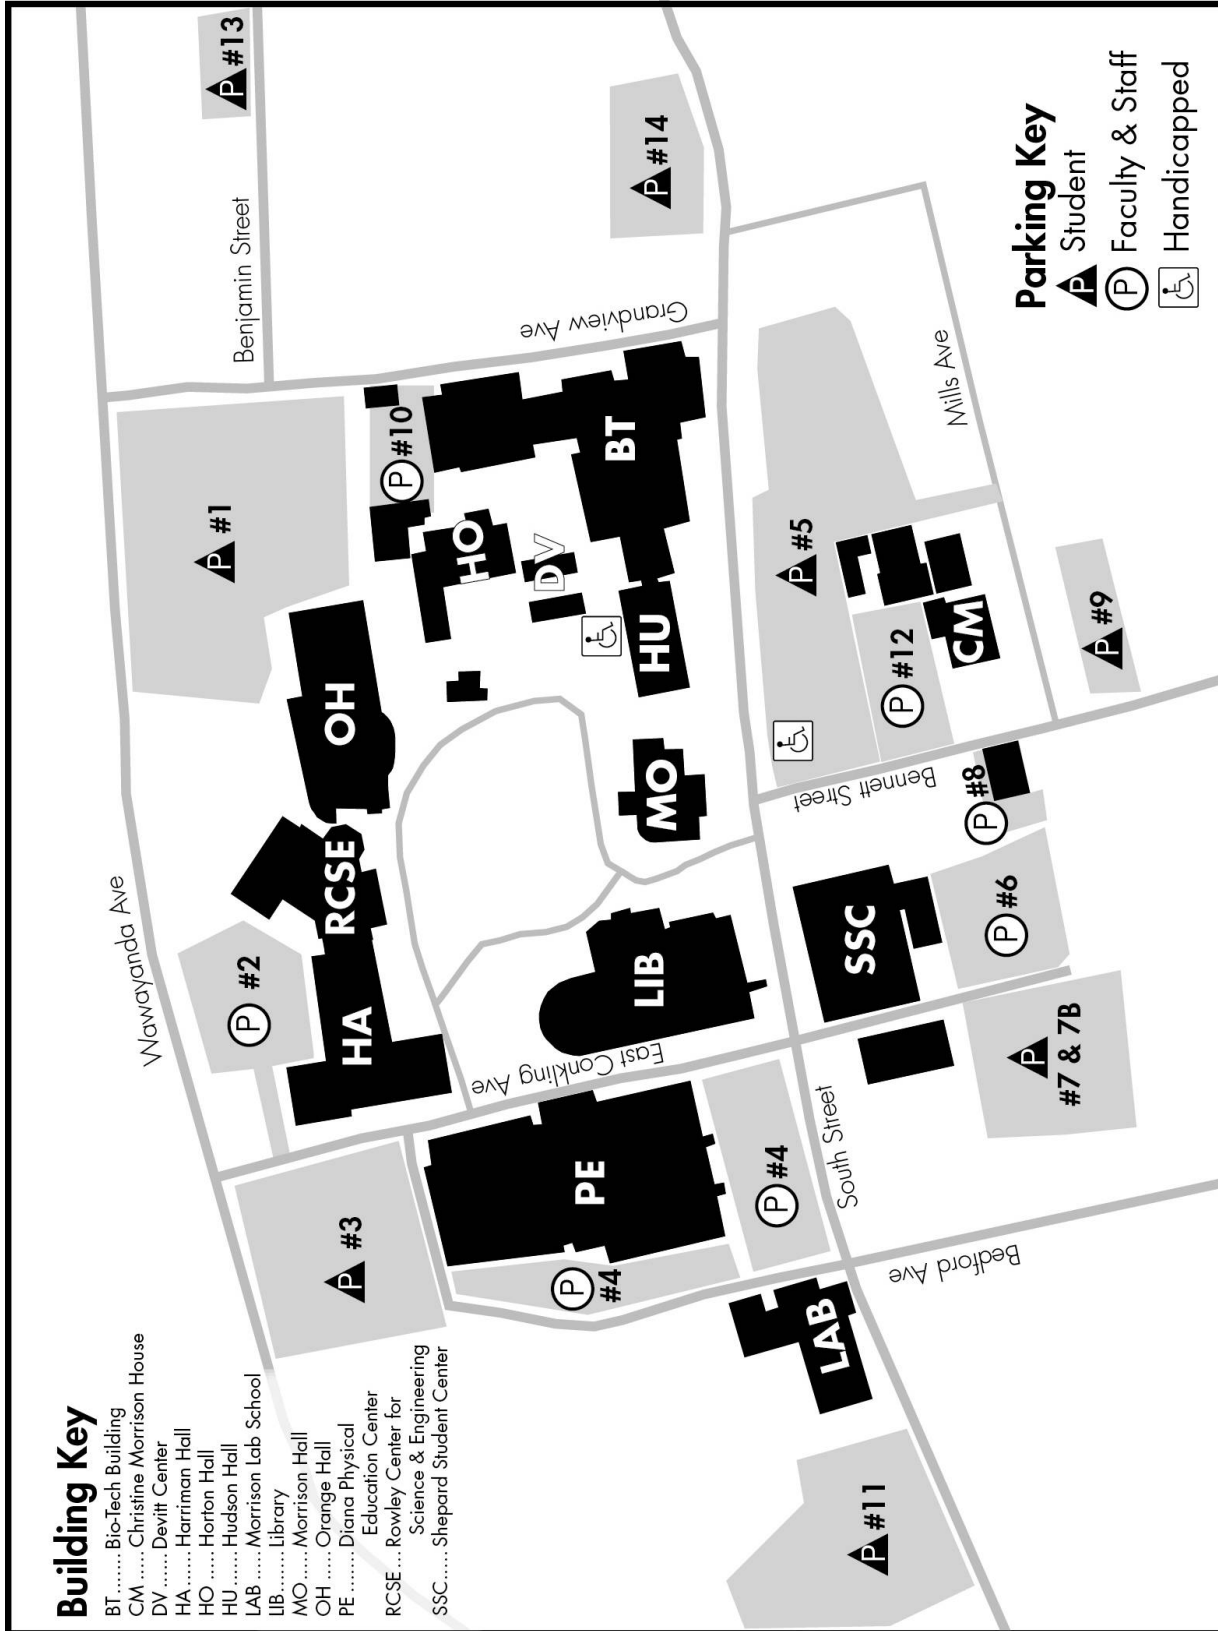 Building Key
BT ...... Bio-Tech Building
CM ..... Christine Morrison House
DV ..... Devitt Center
HA ...... Harriman Hall
HO ..... Horton Hall
HU ..... Hudson Hall
LAB ..... Morrison Lab School
LIB....... Library
MO .... Morrison Hall
OH .... Orange Hall
PE ........ Diana Physical
Education Center
RCSE ... Rowley Center for
Science & Engineering
SSC..... Shepard Student Center
Wawayanda Ave
Benjamin Street
P #13
P #1
P #2
P #3
HA
RCSE
OH
P #10
HO
DV
BT
Grandview Ave
P #14
HU
MO
LIB
East Conkling Ave
PE
P #4
P #4
South Street
LAB
P #11
Bedford Ave
SSC
P #7 & 7B
P #6
P #8
Bennett Street
P #12
P #5
CM
P #9
Mills Ave
Parking Key
P Student
P Faculty & Staff
Handicapped